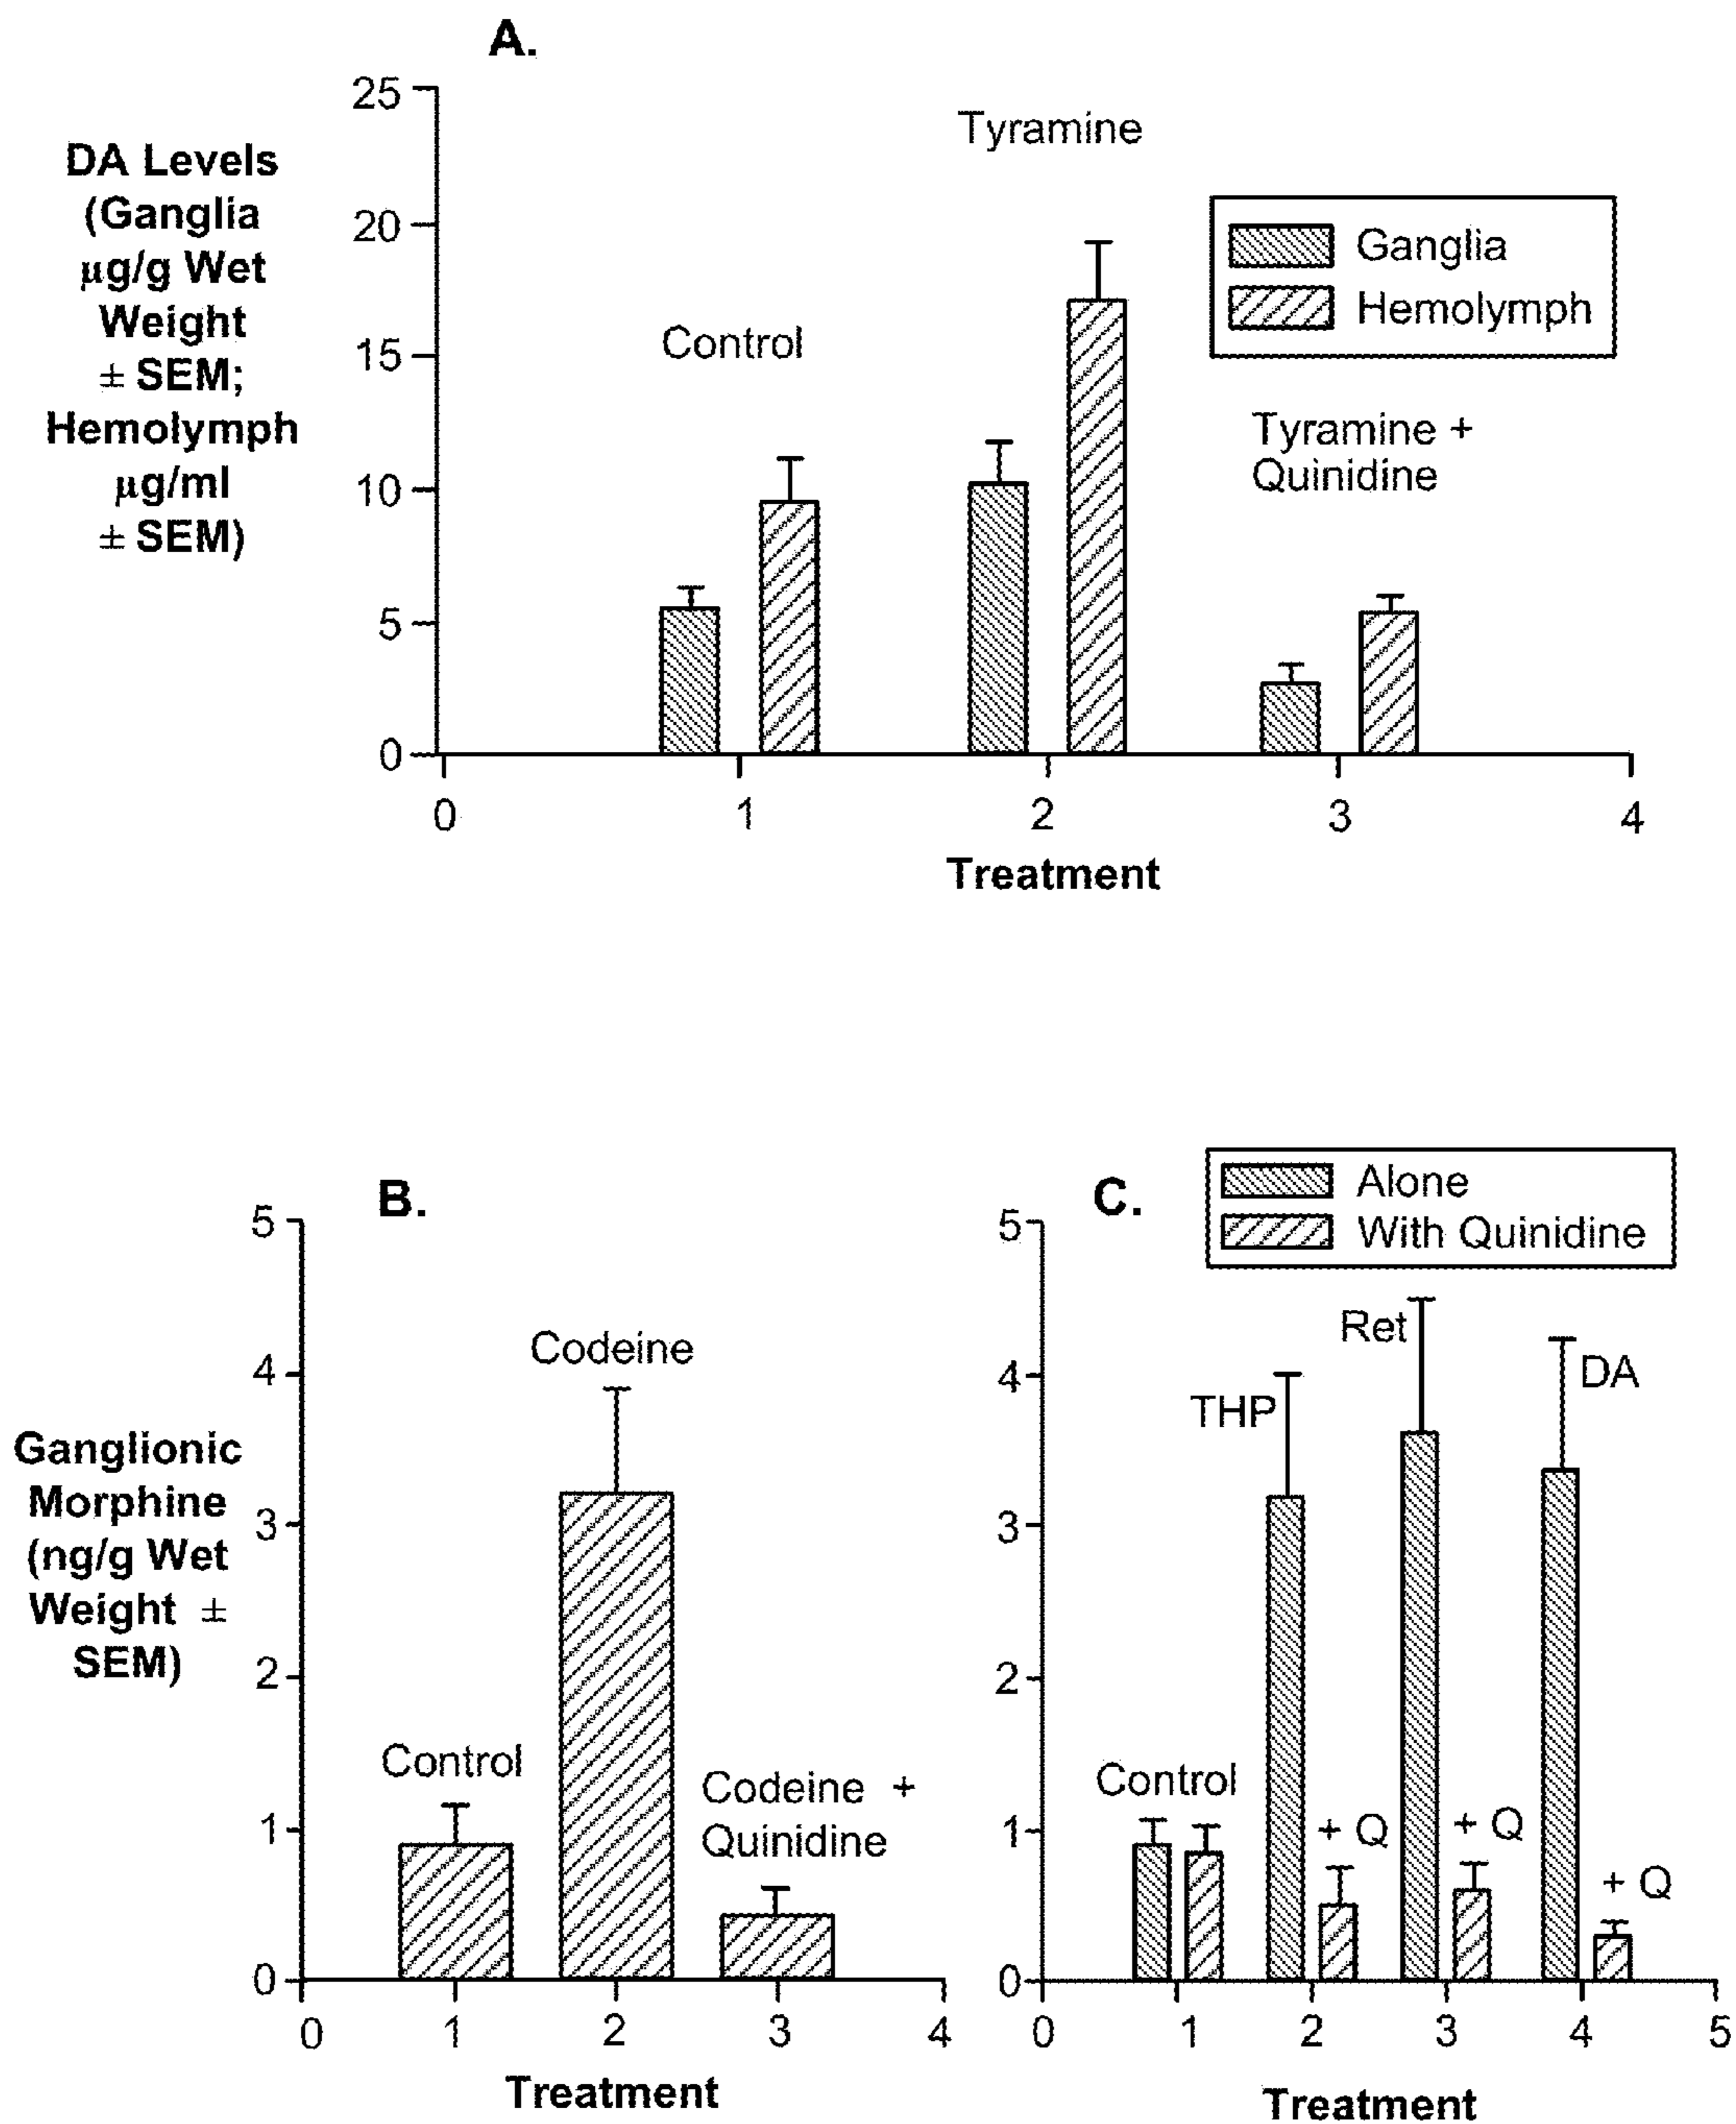 A.
DA Levels
(Ganglia
µg/g Wet
Weight
± SEM;
Hemolymph
µg/ml
± SEM)
25
20
15
10
5
0
Control
Tyramine
Tyramine +
Quinidine
Ganglia
Hemolymph
0 1 2 3 4
Treatment
B.
Ganglionic
Morphine
(ng/g Wet
Weight ±
SEM)
5
4
3
2
1
0
Control
Codeine
Codeine +
Quinidine
0 1 2 3 4
Treatment
C.
Alone
With Quinidine
5
4
3
2
1
0
Control
THP
+ Q
Ret
+ Q
DA
+ Q
0 1 2 3 4 5
Treatment